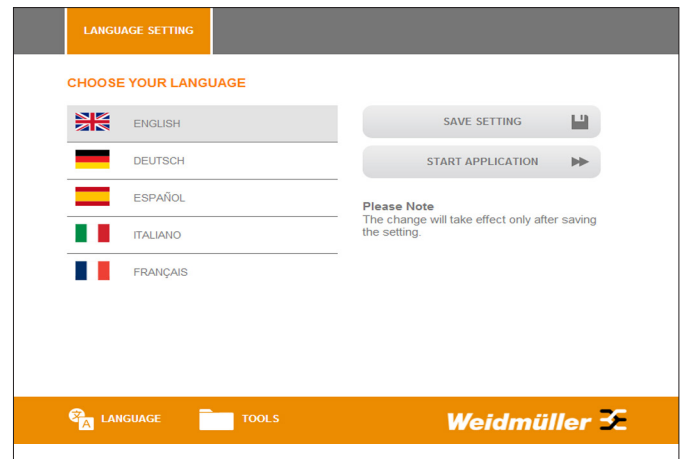 LANGUAGE SETTING
CHOOSE YOUR LANGUAGE
ENGLISH
DEUTSCH
ESPAÑOL
ITALIANO
FRANÇAIS
SAVE SETTING
START APPLICATION
Please Note
The change will take effect only after saving
the setting.
LANGUAGE
TOOLS
Weidmüller